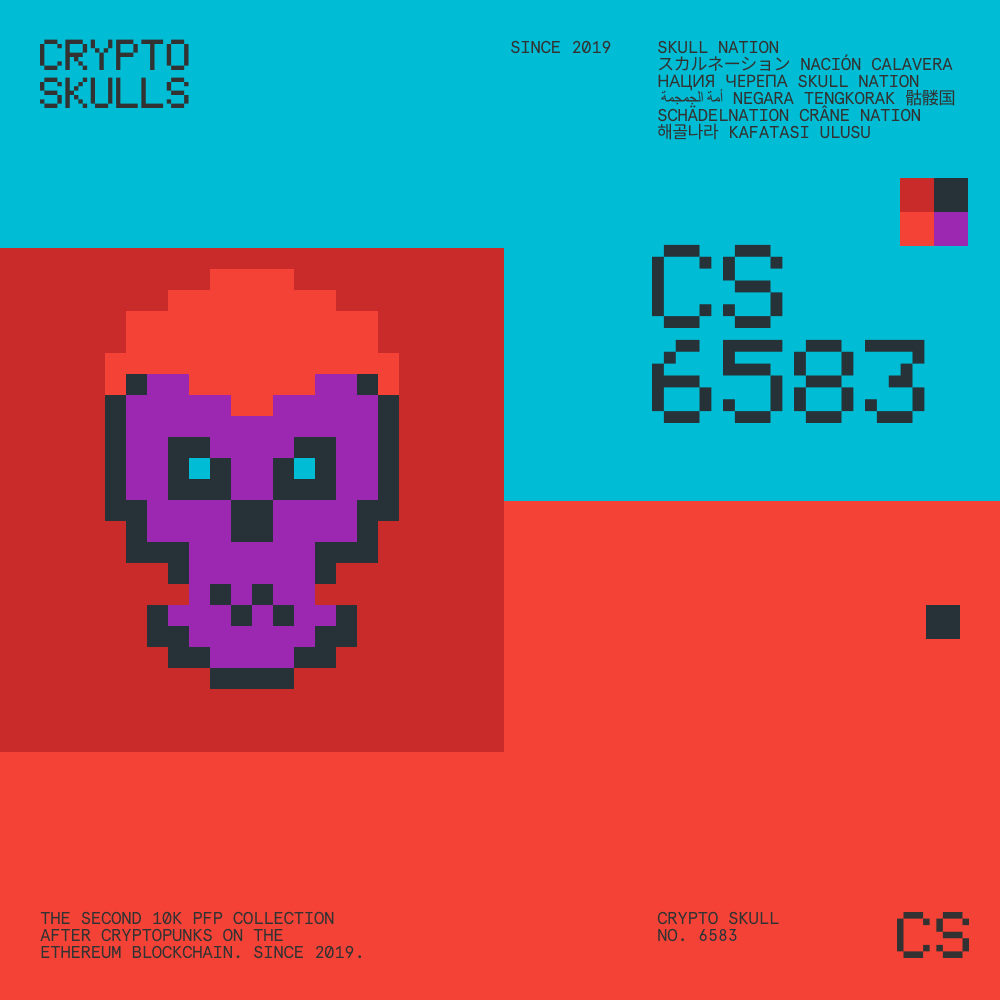 CRYPTO
SKULLS
SINCE 2019
SKULL NATION
スカルネーション NACIÓN CALAVERA
НАЦИЯ ЧЕРЕПА SKULL NATION
أمة الجمجمة NEGARA TENGKORAK 骷髅国
SCHÄDELNATION CRÂNE NATION
해골나라 KAFATASI ULUSU
CS
6583
THE SECOND 10K PFP COLLECTION
AFTER CRYPTOPUNKS ON THE
ETHEREUM BLOCKCHAIN. SINCE 2019.
CRYPTO SKULL
NO. 6583
CS